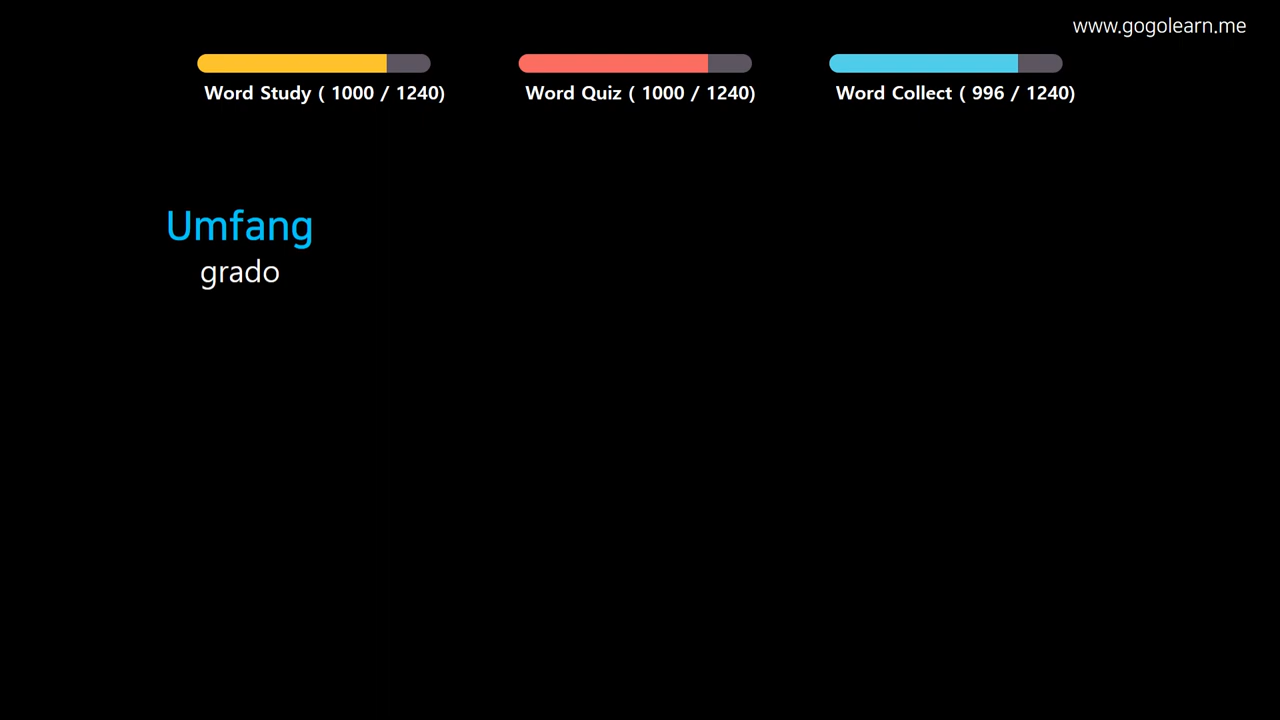 www.gogolearn.me
Word Study ( 1000 / 1240)
Word Quiz ( 1000 / 1240)
Word Collect ( 996 / 1240)
Umfang
grado